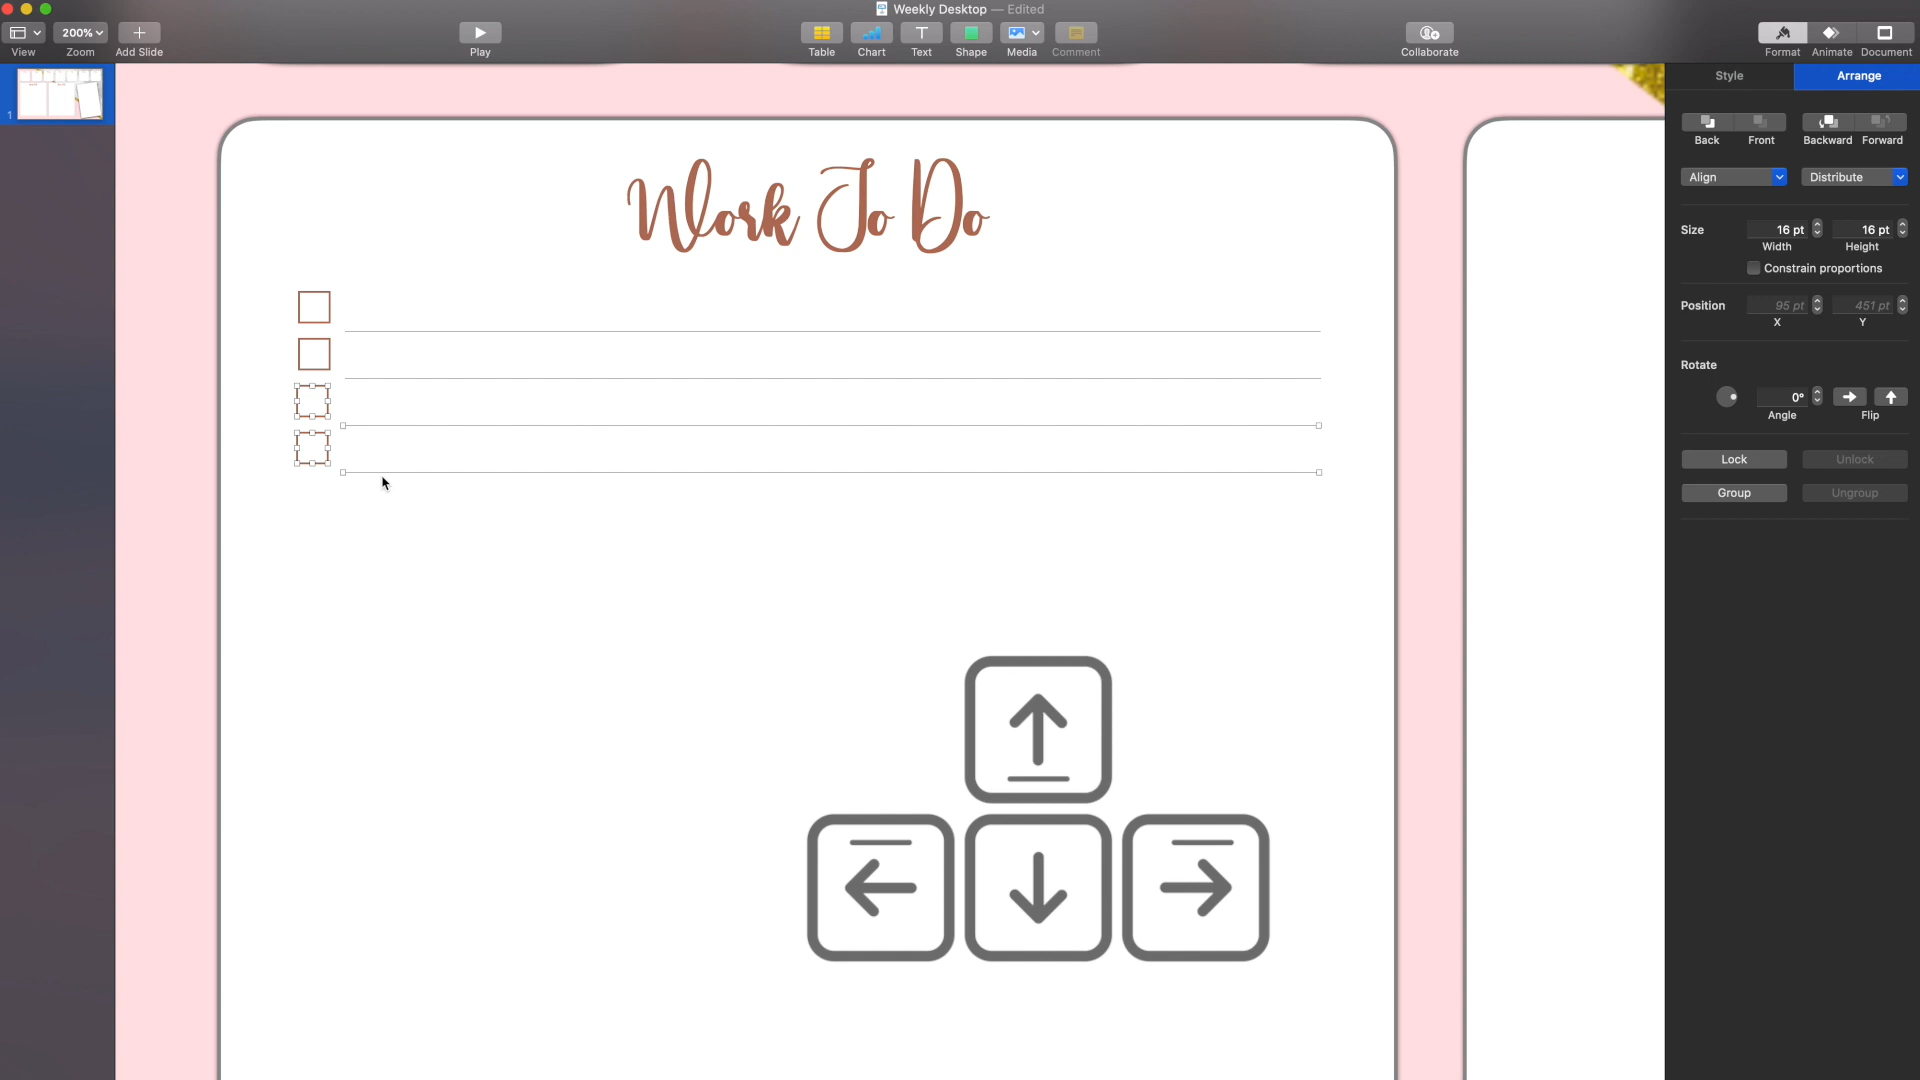 Weekly Desktop — Edited
200%
View
Zoom
Add Slide
Play
Table
Chart
Text
Shape
Media
Comment
Collaborate
Format
Animate
Document
1
Style
Arrange
Back
Front
Backward
Forward
Align
Distribute
Size
16 pt
16 pt
Width
Height
Constrain proportions
Position
95 pt
451 pt
X
Y
Rotate
0°
Angle
Flip
Lock
Unlock
Group
Ungroup
Work To Do